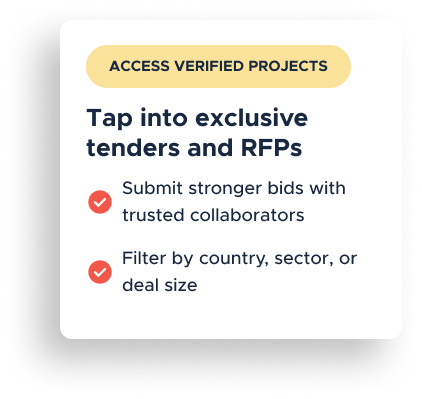 ACCESS VERIFIED PROJECTS
Tap into exclusive
tenders and RFPs
Submit stronger bids with
trusted collaborators
Filter by country, sector, or
deal size